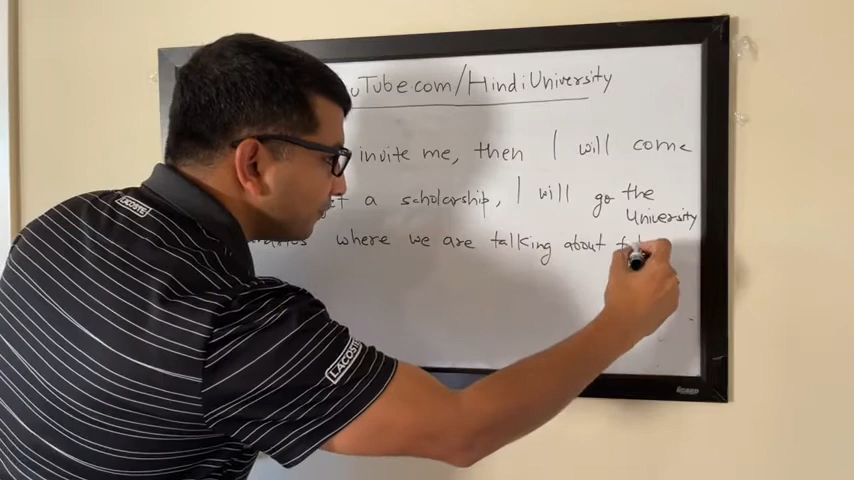 uTube.com/HindiUniversity
invite me, then I will come
a scholarship, I will go the
University
where we are talking about
LACOSTE
LACOSTE